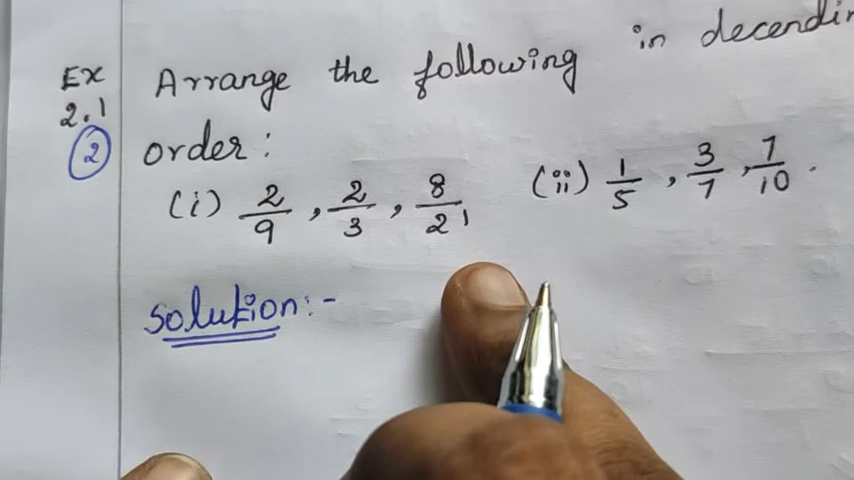 Ex 2.1 Arrange the following in decendin
② order:
(i) 2/9, 2/3, 8/21 (ii) 1/5, 3/7, 7/10.
Solution:-